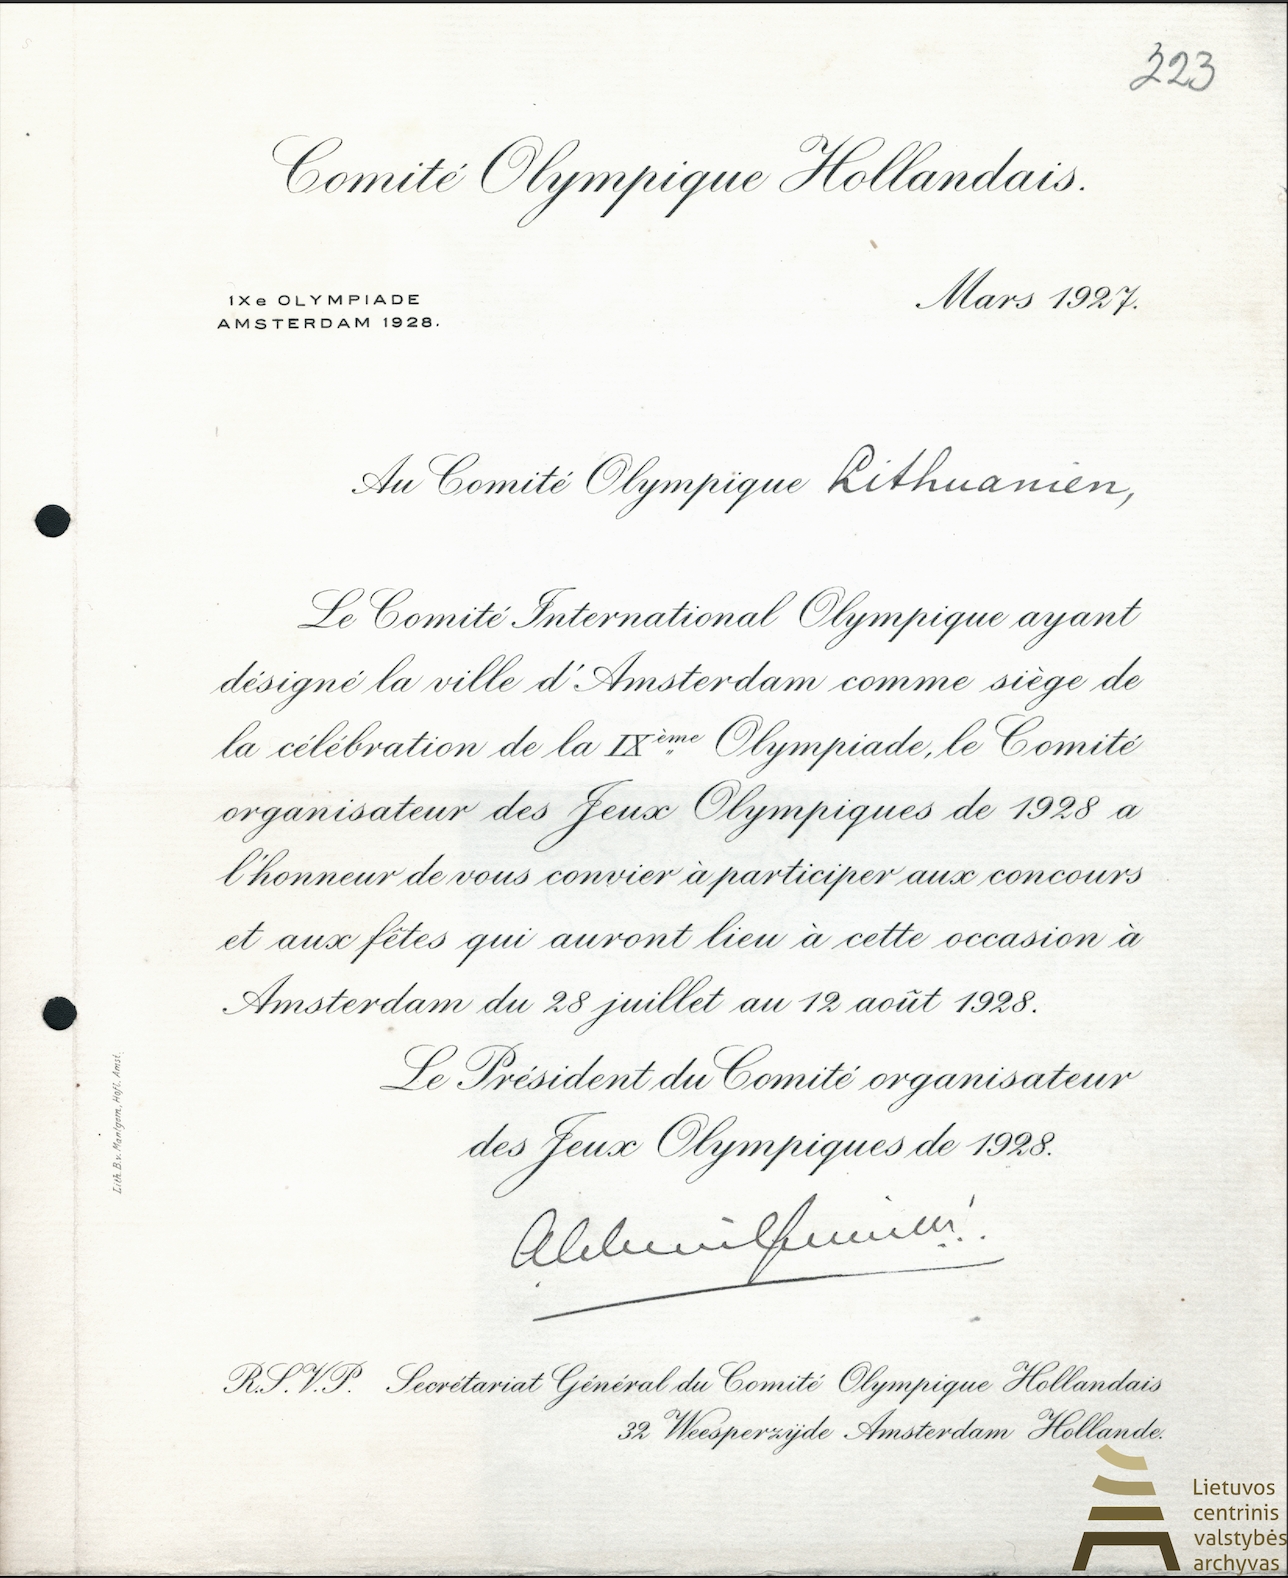 323
Comité Olympique Hollandais.
IXe OLYMPIADE
AMSTERDAM 1928.
Mars 1927.
Au Comité Olympique Lithuanien,
Le Comité International Olympique ayant
désigné la ville d'Amsterdam comme siège de
la célébration de la IXème Olympiade, le Comité
organisateur des Jeux Olympiques de 1928 a
l'honneur de vous convier à participer aux concours
et aux fêtes qui auront lieu à cette occasion à
Amsterdam du 28 juillet au 12 août 1928.
Le Président du Comité organisateur
des Jeux Olympiques de 1928.
R.S.V.P. Secrétariat Général du Comité Olympique Hollandais
32 Weesperzijde Amsterdam Hollande.
Lith. B. v. Mantgem, Hofl. Amst.
Lietuvos
centrinis
valstybės
archyvas